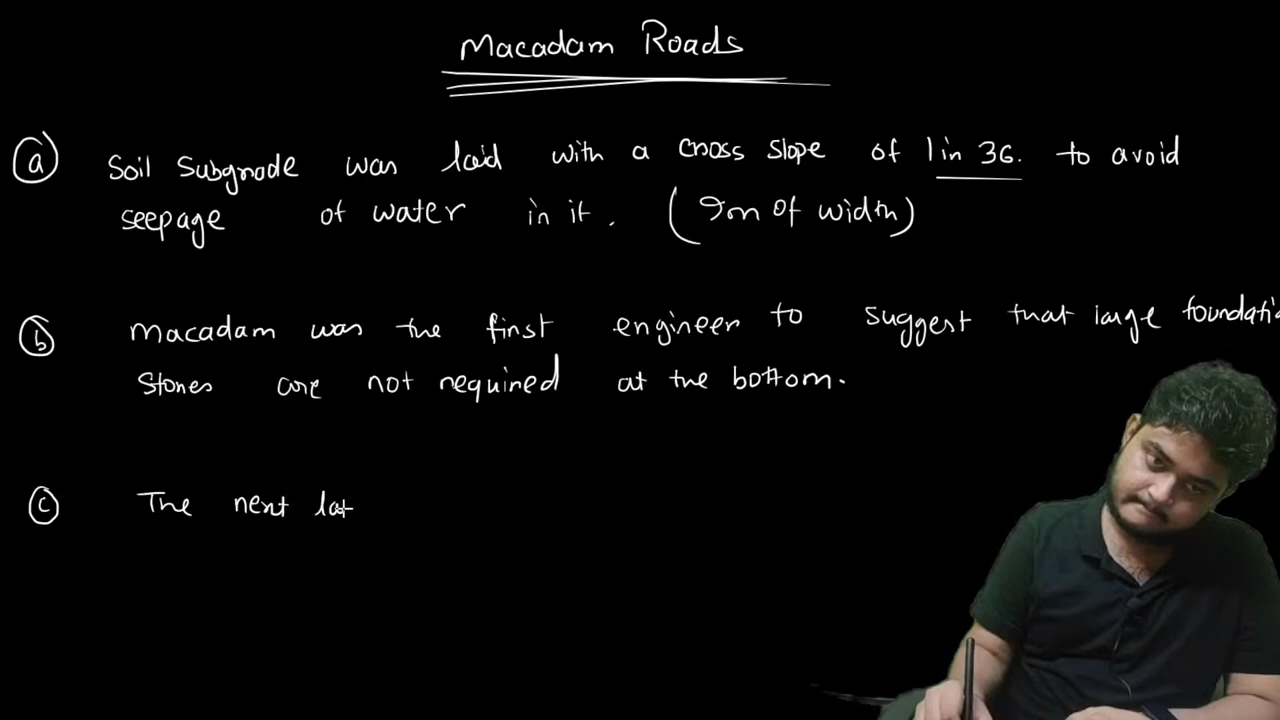 Macadam Roads
(a) Soil Subgrade was laid with a cross slope of 1 in 36. to avoid
seepage of water in it. (9m of width)
(b) Macadam was the first engineer to suggest that large foundati
Stones are not required at the bottom.
(c) The next lat